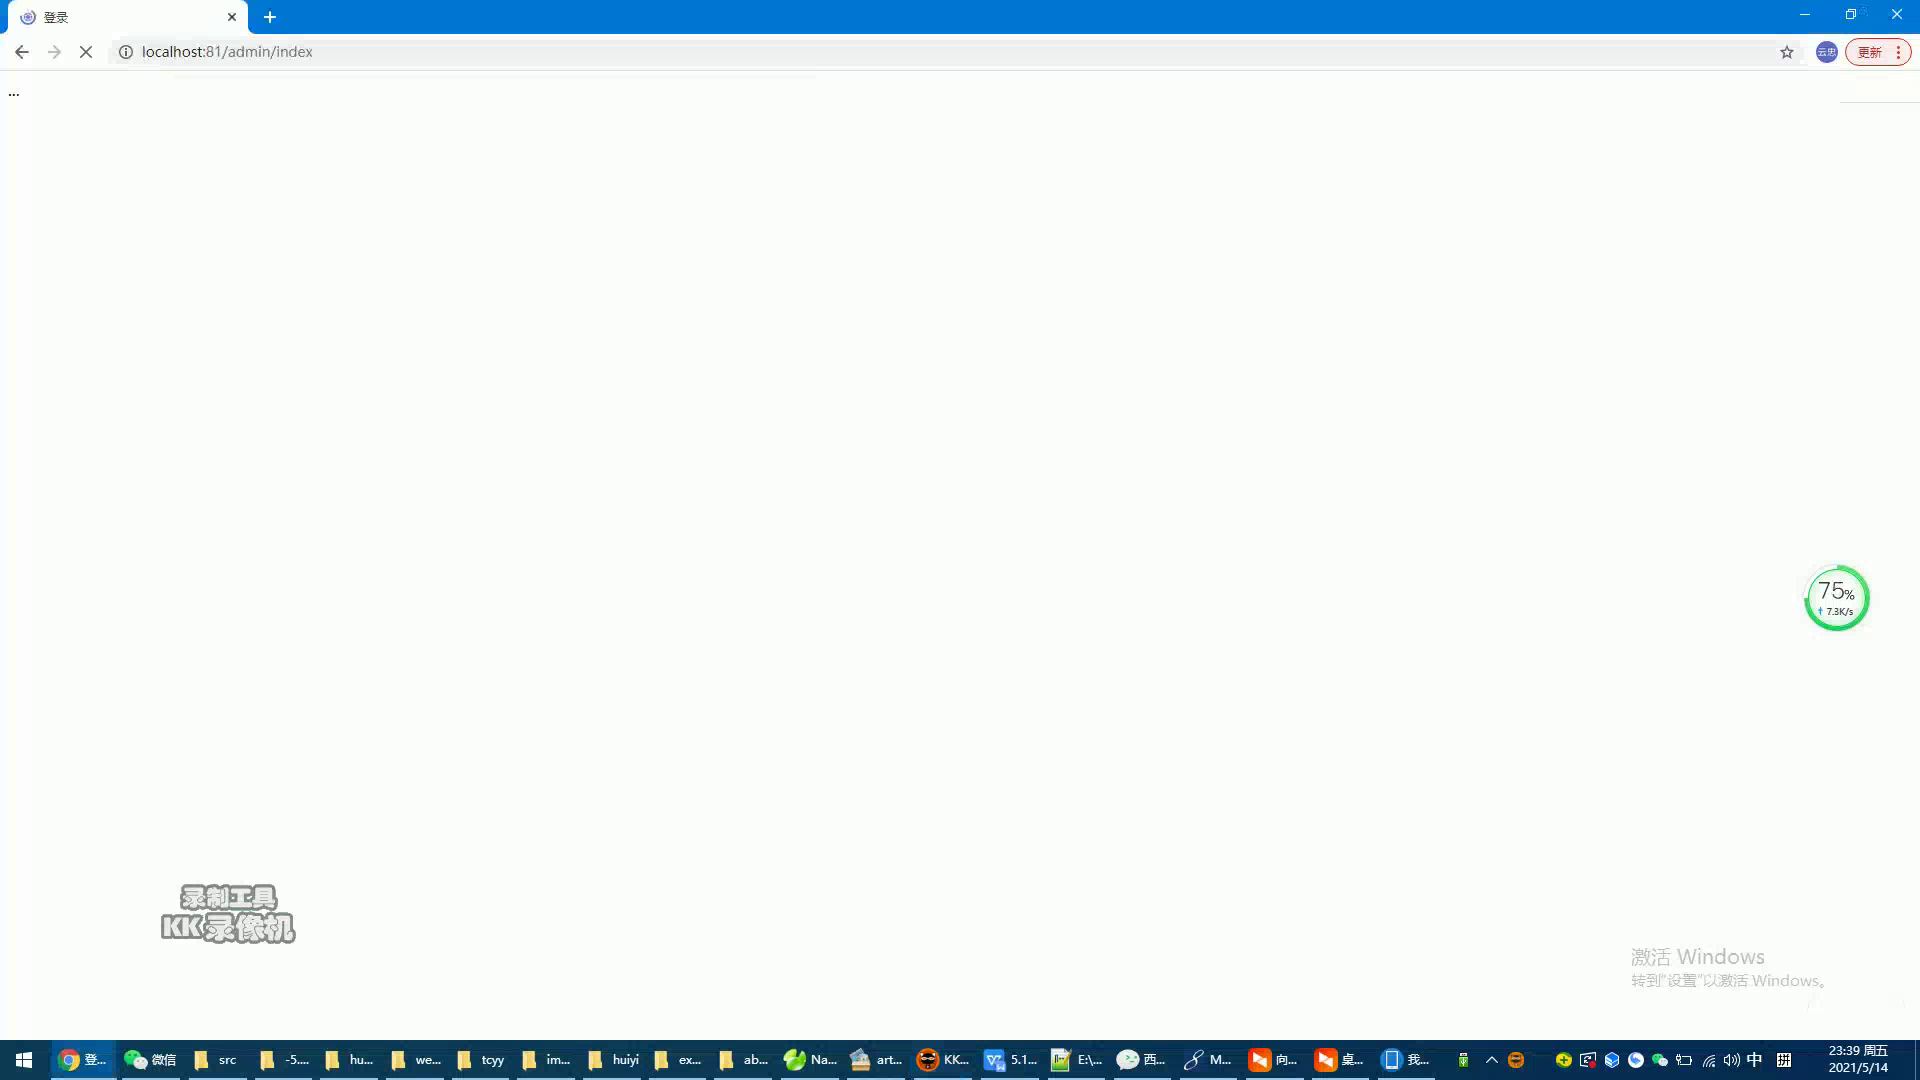 登录
localhost:81/admin/index
云忠
更新
...
75%
7.3K/s
录制工具
KK录像机
激活 Windows
转到"设置"以激活 Windows。
登...
微信
src
-5....
hu...
we...
tcyy
im...
huiyi
ex...
ab...
Na...
art...
KK...
5.1...
E:\...
西...
M...
向...
桌...
我...
中
拼
23:39 周五
2021/5/14